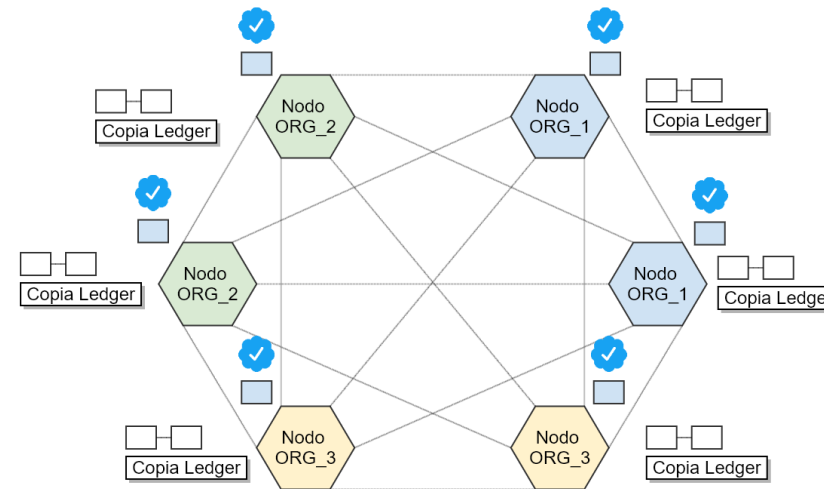 Nodo
ORG_2
Nodo
ORG_1
Copia Ledger
Copia Ledger
Nodo
ORG_2
Nodo
ORG_1
Copia Ledger
Copia Ledge
Nodo
ORG_3
Nodo
ORG_3
Copia Ledger
Copia Ledger